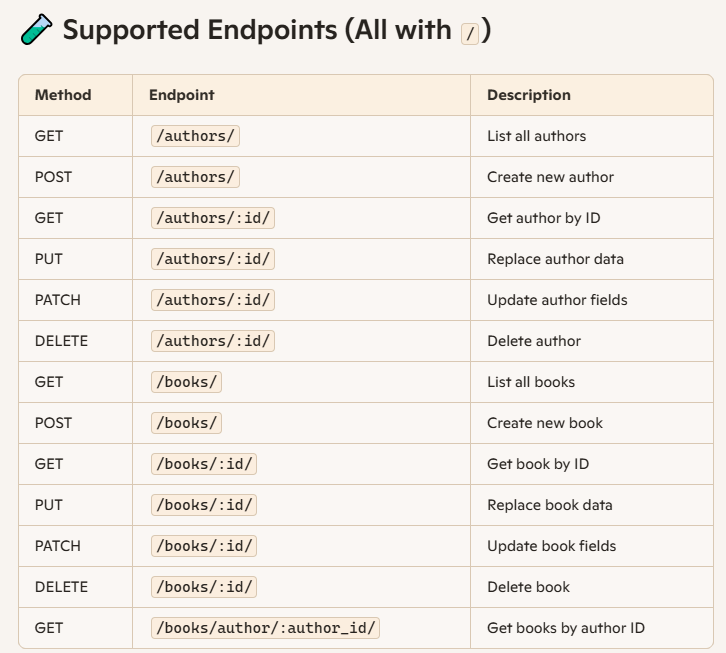 Supported Endpoints (All with /)
Method Endpoint Description
GET /authors/ List all authors
POST /authors/ Create new author
GET /authors/:id/ Get author by ID
PUT /authors/:id/ Replace author data
PATCH /authors/:id/ Update author fields
DELETE /authors/:id/ Delete author
GET /books/ List all books
POST /books/ Create new book
GET /books/:id/ Get book by ID
PUT /books/:id/ Replace book data
PATCH /books/:id/ Update book fields
DELETE /books/:id/ Delete book
GET /books/author/:author_id/ Get books by author ID